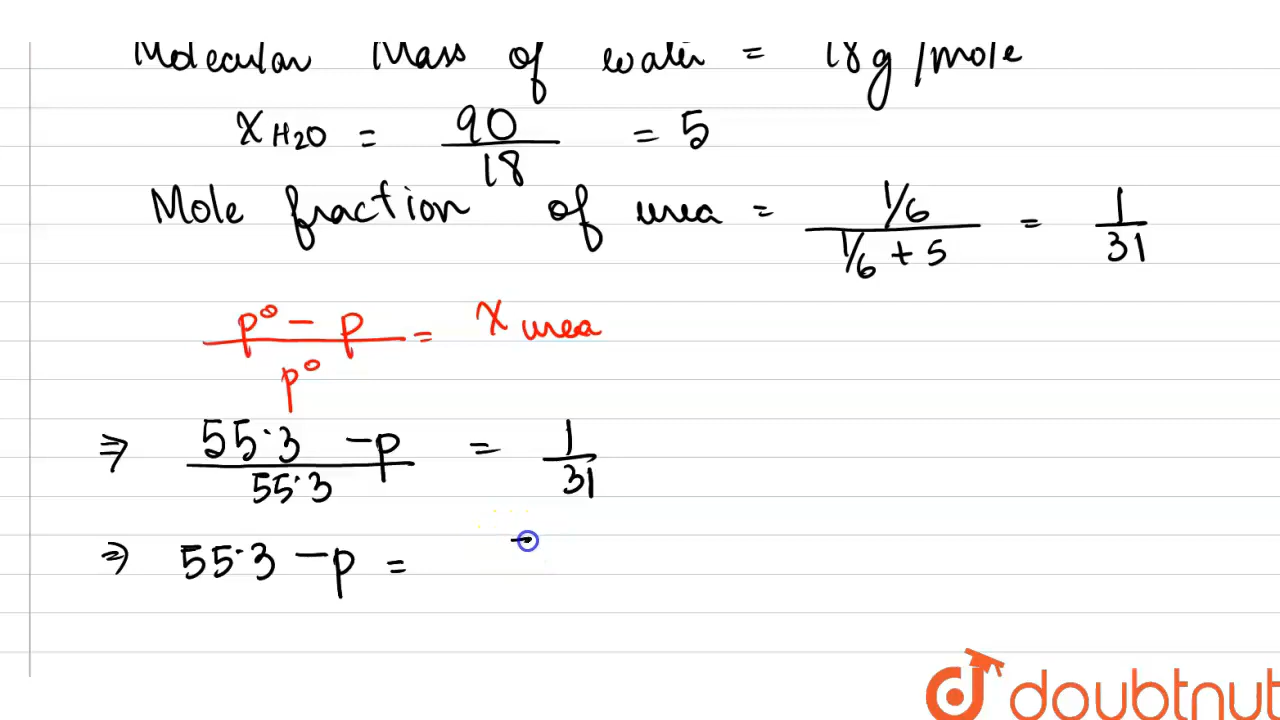 Molecular Mass of water = 18g/mole
x H2O = 90/18 = 5
Mole fraction of urea = 1/6 / 1/6 + 5 = 1/31
p° - p / p° = x urea
⇒ 55.3 - p / 55.3 = 1/31
⇒ 55.3 - p =
doubtnut